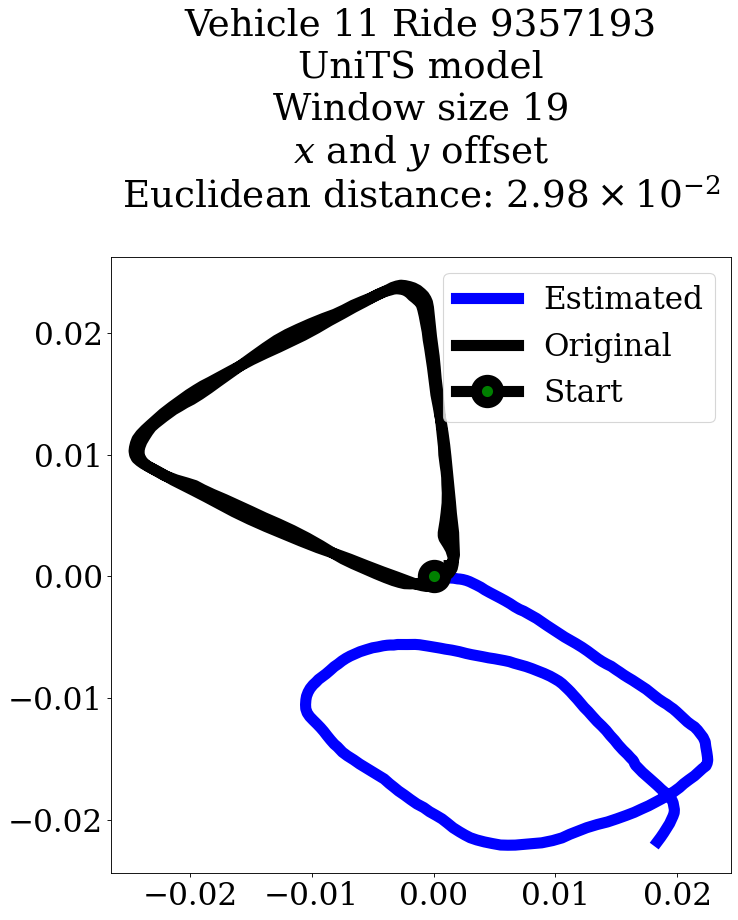 Vehicle 11 Ride 9357193
UniTS model
Window size 19
x and y offset
Euclidean distance: 2.98 × 10⁻²
Estimated
Original
Start
0.02
0.01
0.00
−0.01
−0.02
−0.02 −0.01 0.00 0.01 0.02